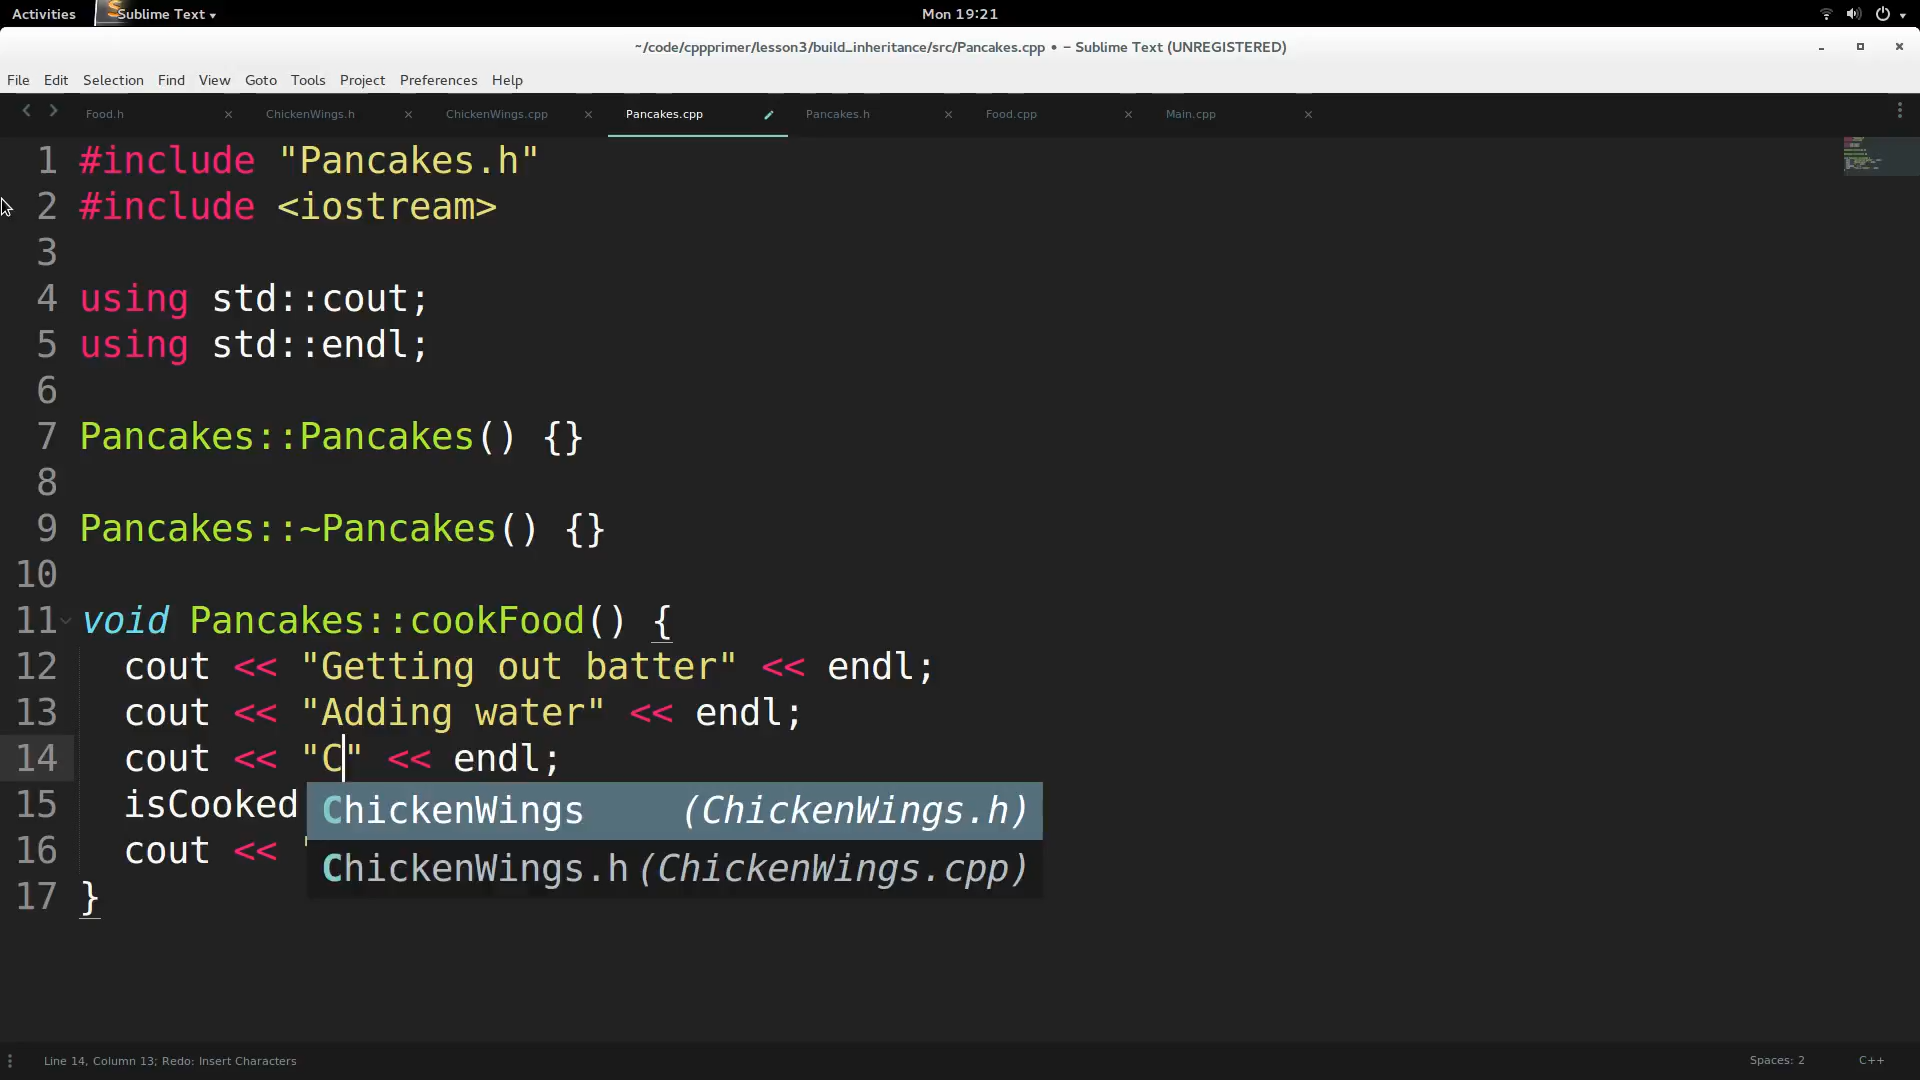 Activities Sublime Text ▾ Mon 19:21
~/code/cppprimer/lesson3/build_inheritance/src/Pancakes.cpp • – Sublime Text (UNREGISTERED)
File Edit Selection Find View Goto Tools Project Preferences Help
Food.h ChickenWings.h ChickenWings.cpp Pancakes.cpp Pancakes.h Food.cpp Main.cpp
1 #include "Pancakes.h"
2 #include <iostream>
3
4 using std::cout;
5 using std::endl;
6
7 Pancakes::Pancakes() {}
8
9 Pancakes::~Pancakes() {}
10
11 void Pancakes::cookFood() {
12 cout << "Getting out batter" << endl;
13 cout << "Adding water" << endl;
14 cout << "C" << endl;
15 isCooked
ChickenWings (ChickenWings.h)
16 cout << "
ChickenWings.h (ChickenWings.cpp)
17 }
Line 14, Column 13; Redo: Insert Characters Spaces: 2 C++